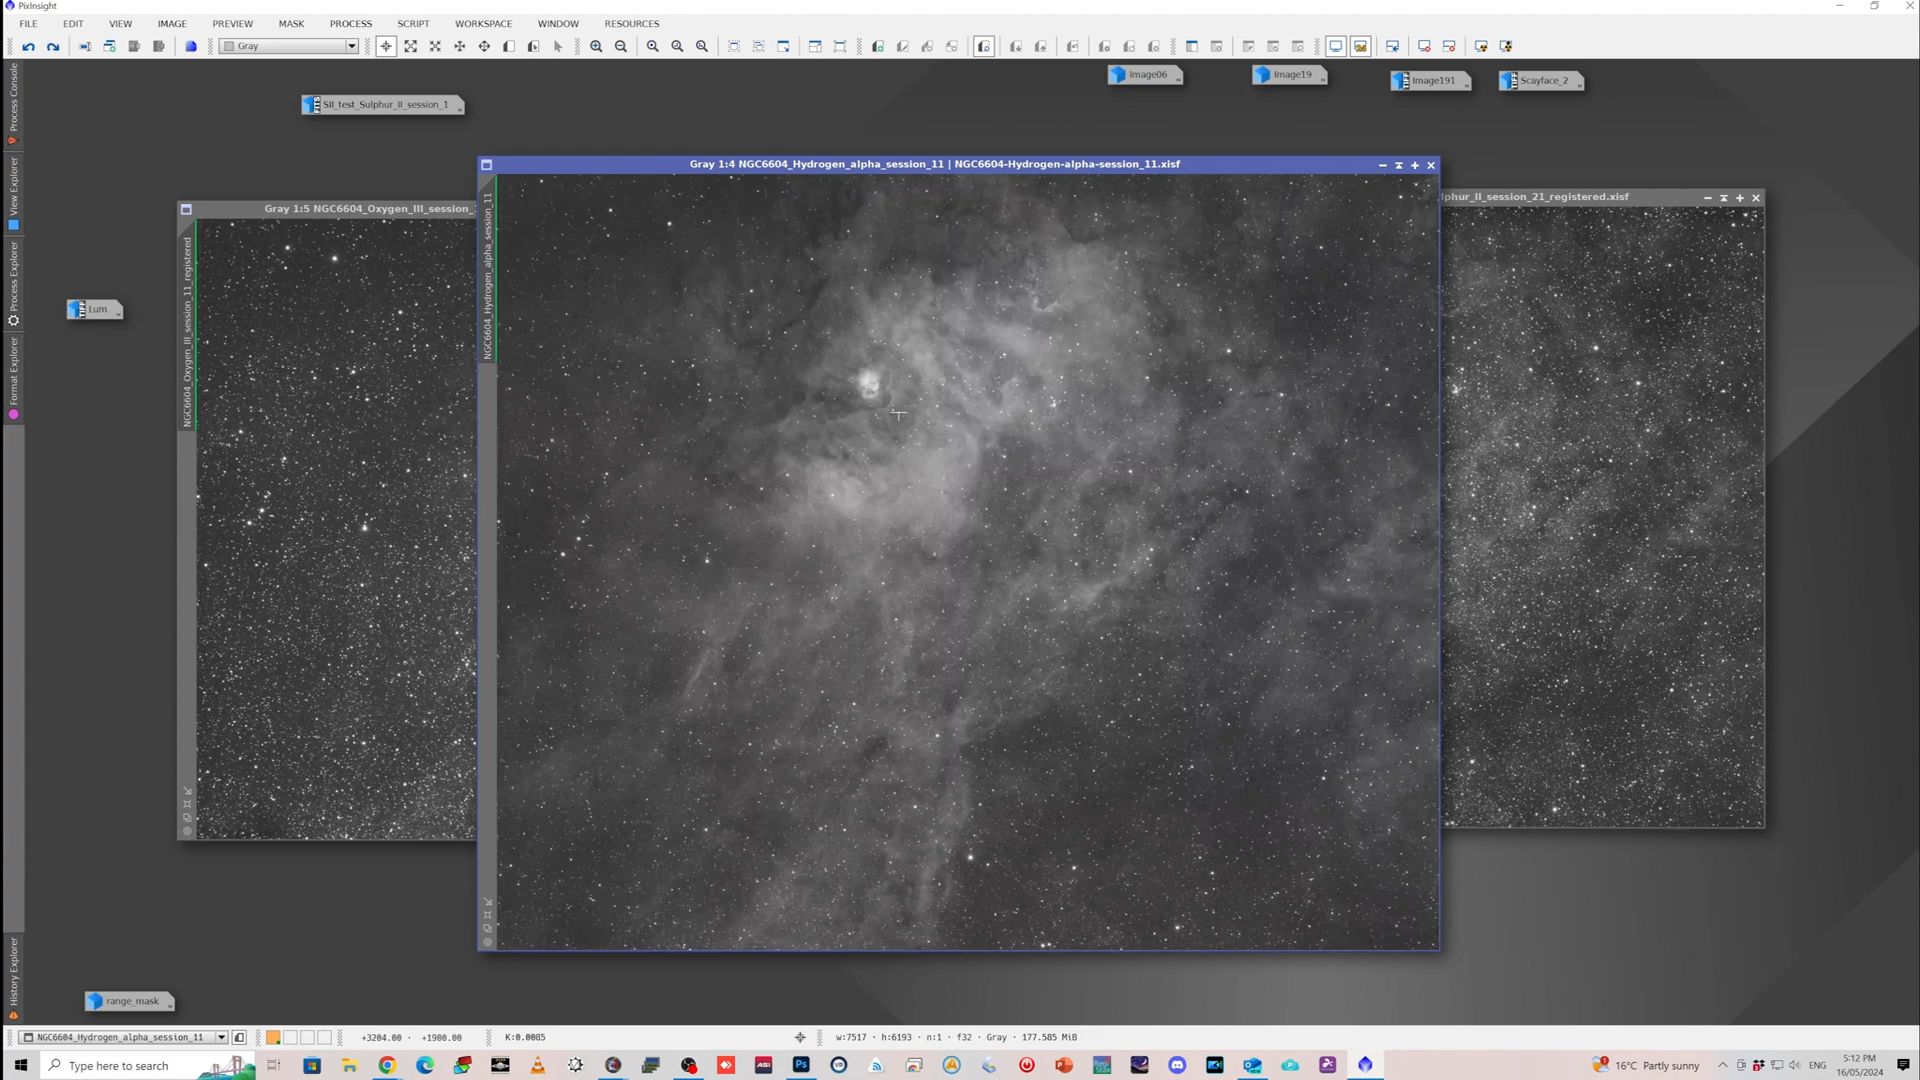 PixInsight
FILE EDIT VIEW IMAGE PREVIEW MASK PROCESS SCRIPT WORKSPACE WINDOW RESOURCES
Gray
Process Console
View Explorer
Process Explorer
Format Explorer
History Explorer
Image06
Image19
Image191
Scayface_2
SII_test_Sulphur_II_session_1
Gray 1:4 NGC6604_Hydrogen_alpha_session_11 | NGC6604-Hydrogen-alpha-session_11.xisf
NGC6604_Hydrogen_alpha_session_11
lphur_II_session_21_registered.xisf
Gray 1:5 NGC6604_Oxygen_III_session_
NGC6604_Oxygen_III_session_11_registered
Lum
range_mask
NGC6604_Hydrogen_alpha_session_11
+3204.00 · +1900.00
K:0.0085
w:7517 · h:6193 · n:1 · f32 · Gray · 177.585 MiB
Type here to search
16°C Partly sunny
ENG
5:12 PM
16/05/2024